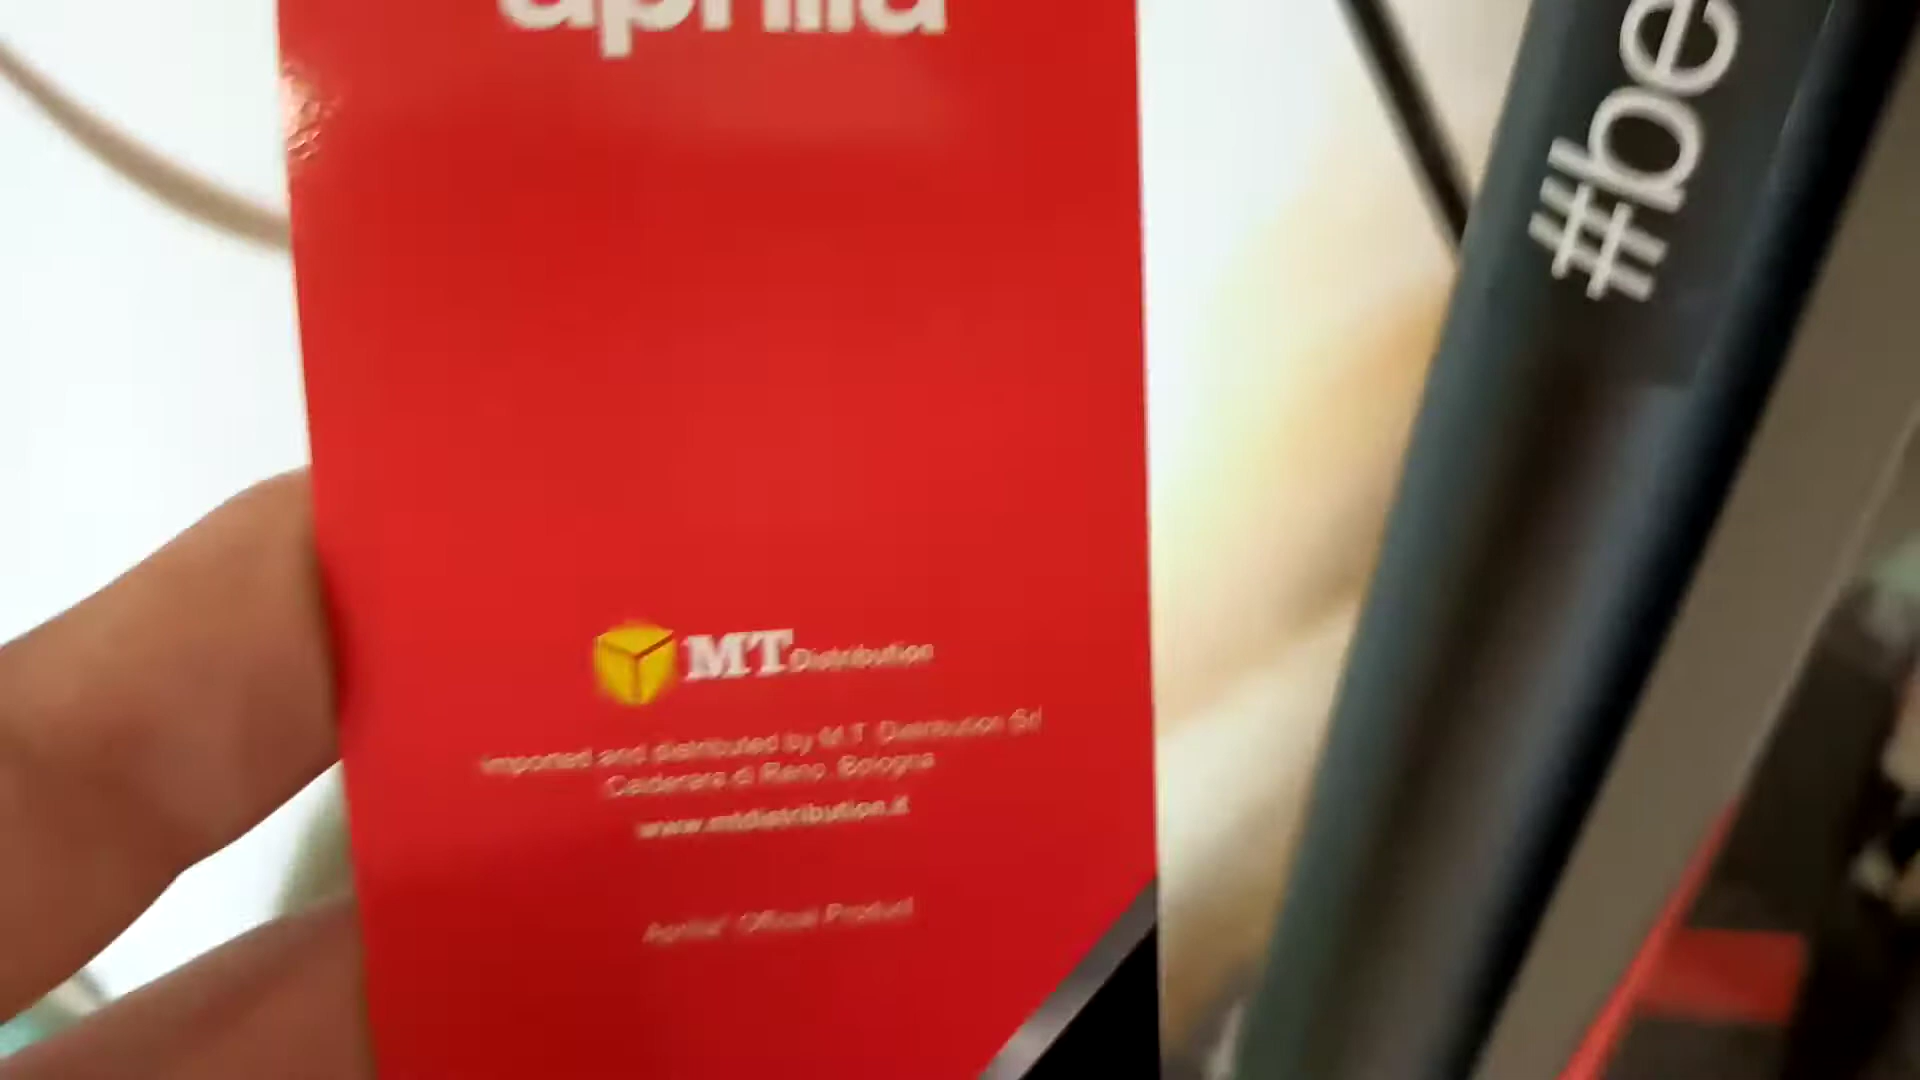 aprilia
#be
MT Distribution
Imported and distributed by M.T. Distribution Srl
Calderara di Reno, Bologna
www.mtdistribution.it
Aprilia® Official Product